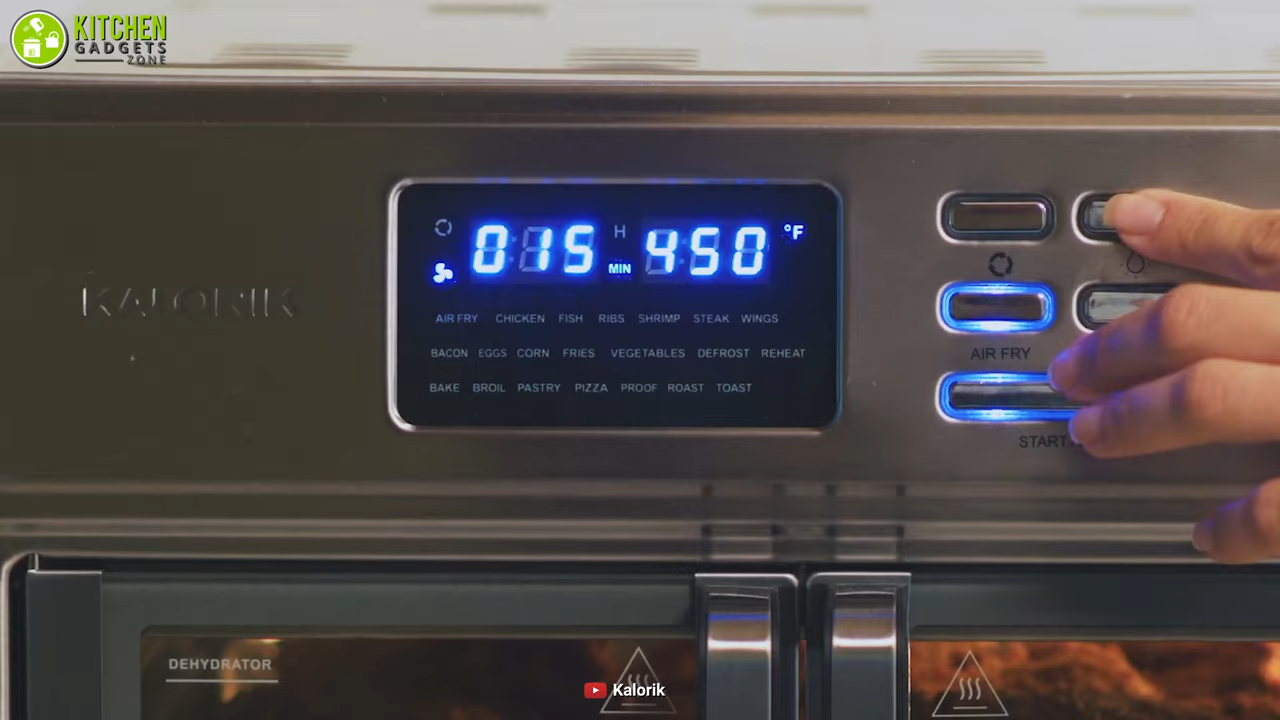 KITCHEN
GADGETS
ZONE
KALORIK
015 H MIN 450 °F
AIR FRY CHICKEN FISH RIBS SHRIMP STEAK WINGS
BACON EGGS CORN FRIES VEGETABLES DEFROST REHEAT
BAKE BROIL PASTRY PIZZA PROOF ROAST TOAST
AIR FRY
START
DEHYDRATOR
Kalorik